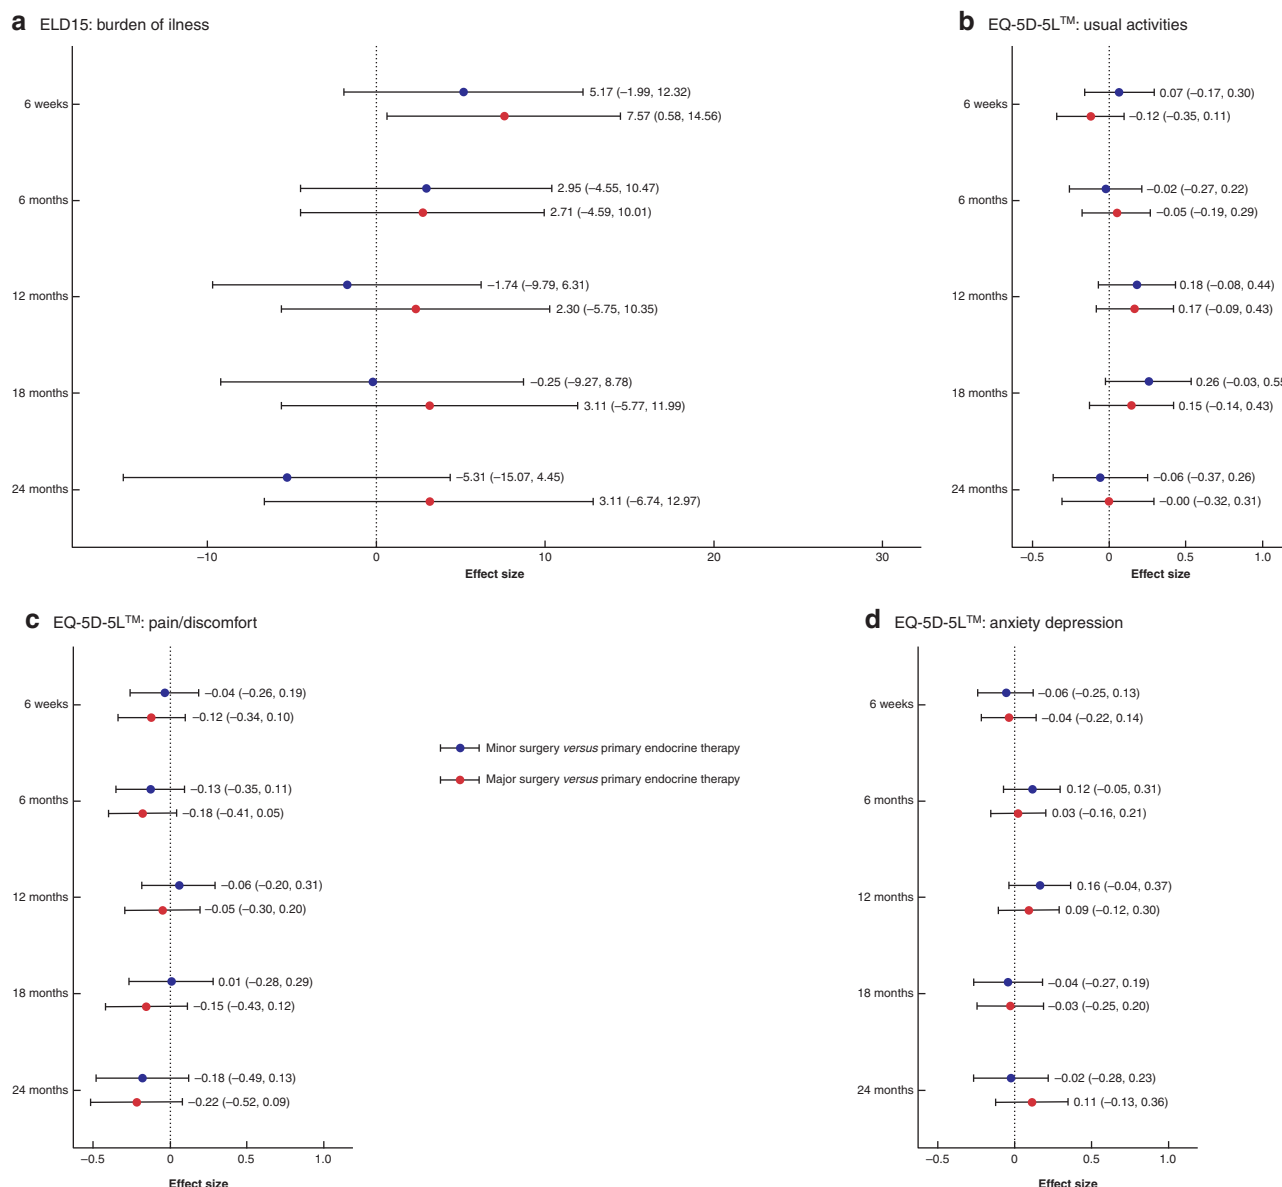 a ELD15: burden of ilness
6 weeks
5.17 (−1.99, 12.32)
7.57 (0.58, 14.56)
6 months
2.95 (−4.55, 10.47)
2.71 (−4.59, 10.01)
12 months
−1.74 (−9.79, 6.31)
2.30 (−5.75, 10.35)
18 months
−0.25 (−9.27, 8.78)
3.11 (−5.77, 11.99)
24 months
−5.31 (−15.07, 4.45)
3.11 (−6.74, 12.97)
−10 0 10 20 30
Effect size
b EQ-5D-5L™: usual activities
6 weeks
0.07 (−0.17, 0.30)
−0.12 (−0.35, 0.11)
6 months
−0.02 (−0.27, 0.22)
−0.05 (−0.19, 0.29)
12 months
0.18 (−0.08, 0.44)
0.17 (−0.09, 0.43)
18 months
0.26 (−0.03, 0.55
0.15 (−0.14, 0.43)
24 months
−0.06 (−0.37, 0.26)
−0.00 (−0.32, 0.31)
−0.5 0 0.5 1.0
Effect size
c EQ-5D-5L™: pain/discomfort
6 weeks
−0.04 (−0.26, 0.19)
−0.12 (−0.34, 0.10)
6 months
−0.13 (−0.35, 0.11)
−0.18 (−0.41, 0.05)
12 months
−0.06 (−0.20, 0.31)
−0.05 (−0.30, 0.20)
18 months
0.01 (−0.28, 0.29)
−0.15 (−0.43, 0.12)
24 months
−0.18 (−0.49, 0.13)
−0.22 (−0.52, 0.09)
−0.5 0 0.5 1.0
Effect size
Minor surgery versus primary endocrine therapy
Major surgery versus primary endocrine therapy
d EQ-5D-5L™: anxiety depression
6 weeks
−0.06 (−0.25, 0.13)
−0.04 (−0.22, 0.14)
6 months
0.12 (−0.05, 0.31)
0.03 (−0.16, 0.21)
12 months
0.16 (−0.04, 0.37)
0.09 (−0.12, 0.30)
18 months
−0.04 (−0.27, 0.19)
−0.03 (−0.25, 0.20)
24 months
−0.02 (−0.28, 0.23)
0.11 (−0.13, 0.36)
−0.5 0 0.5 1.0
Effect size